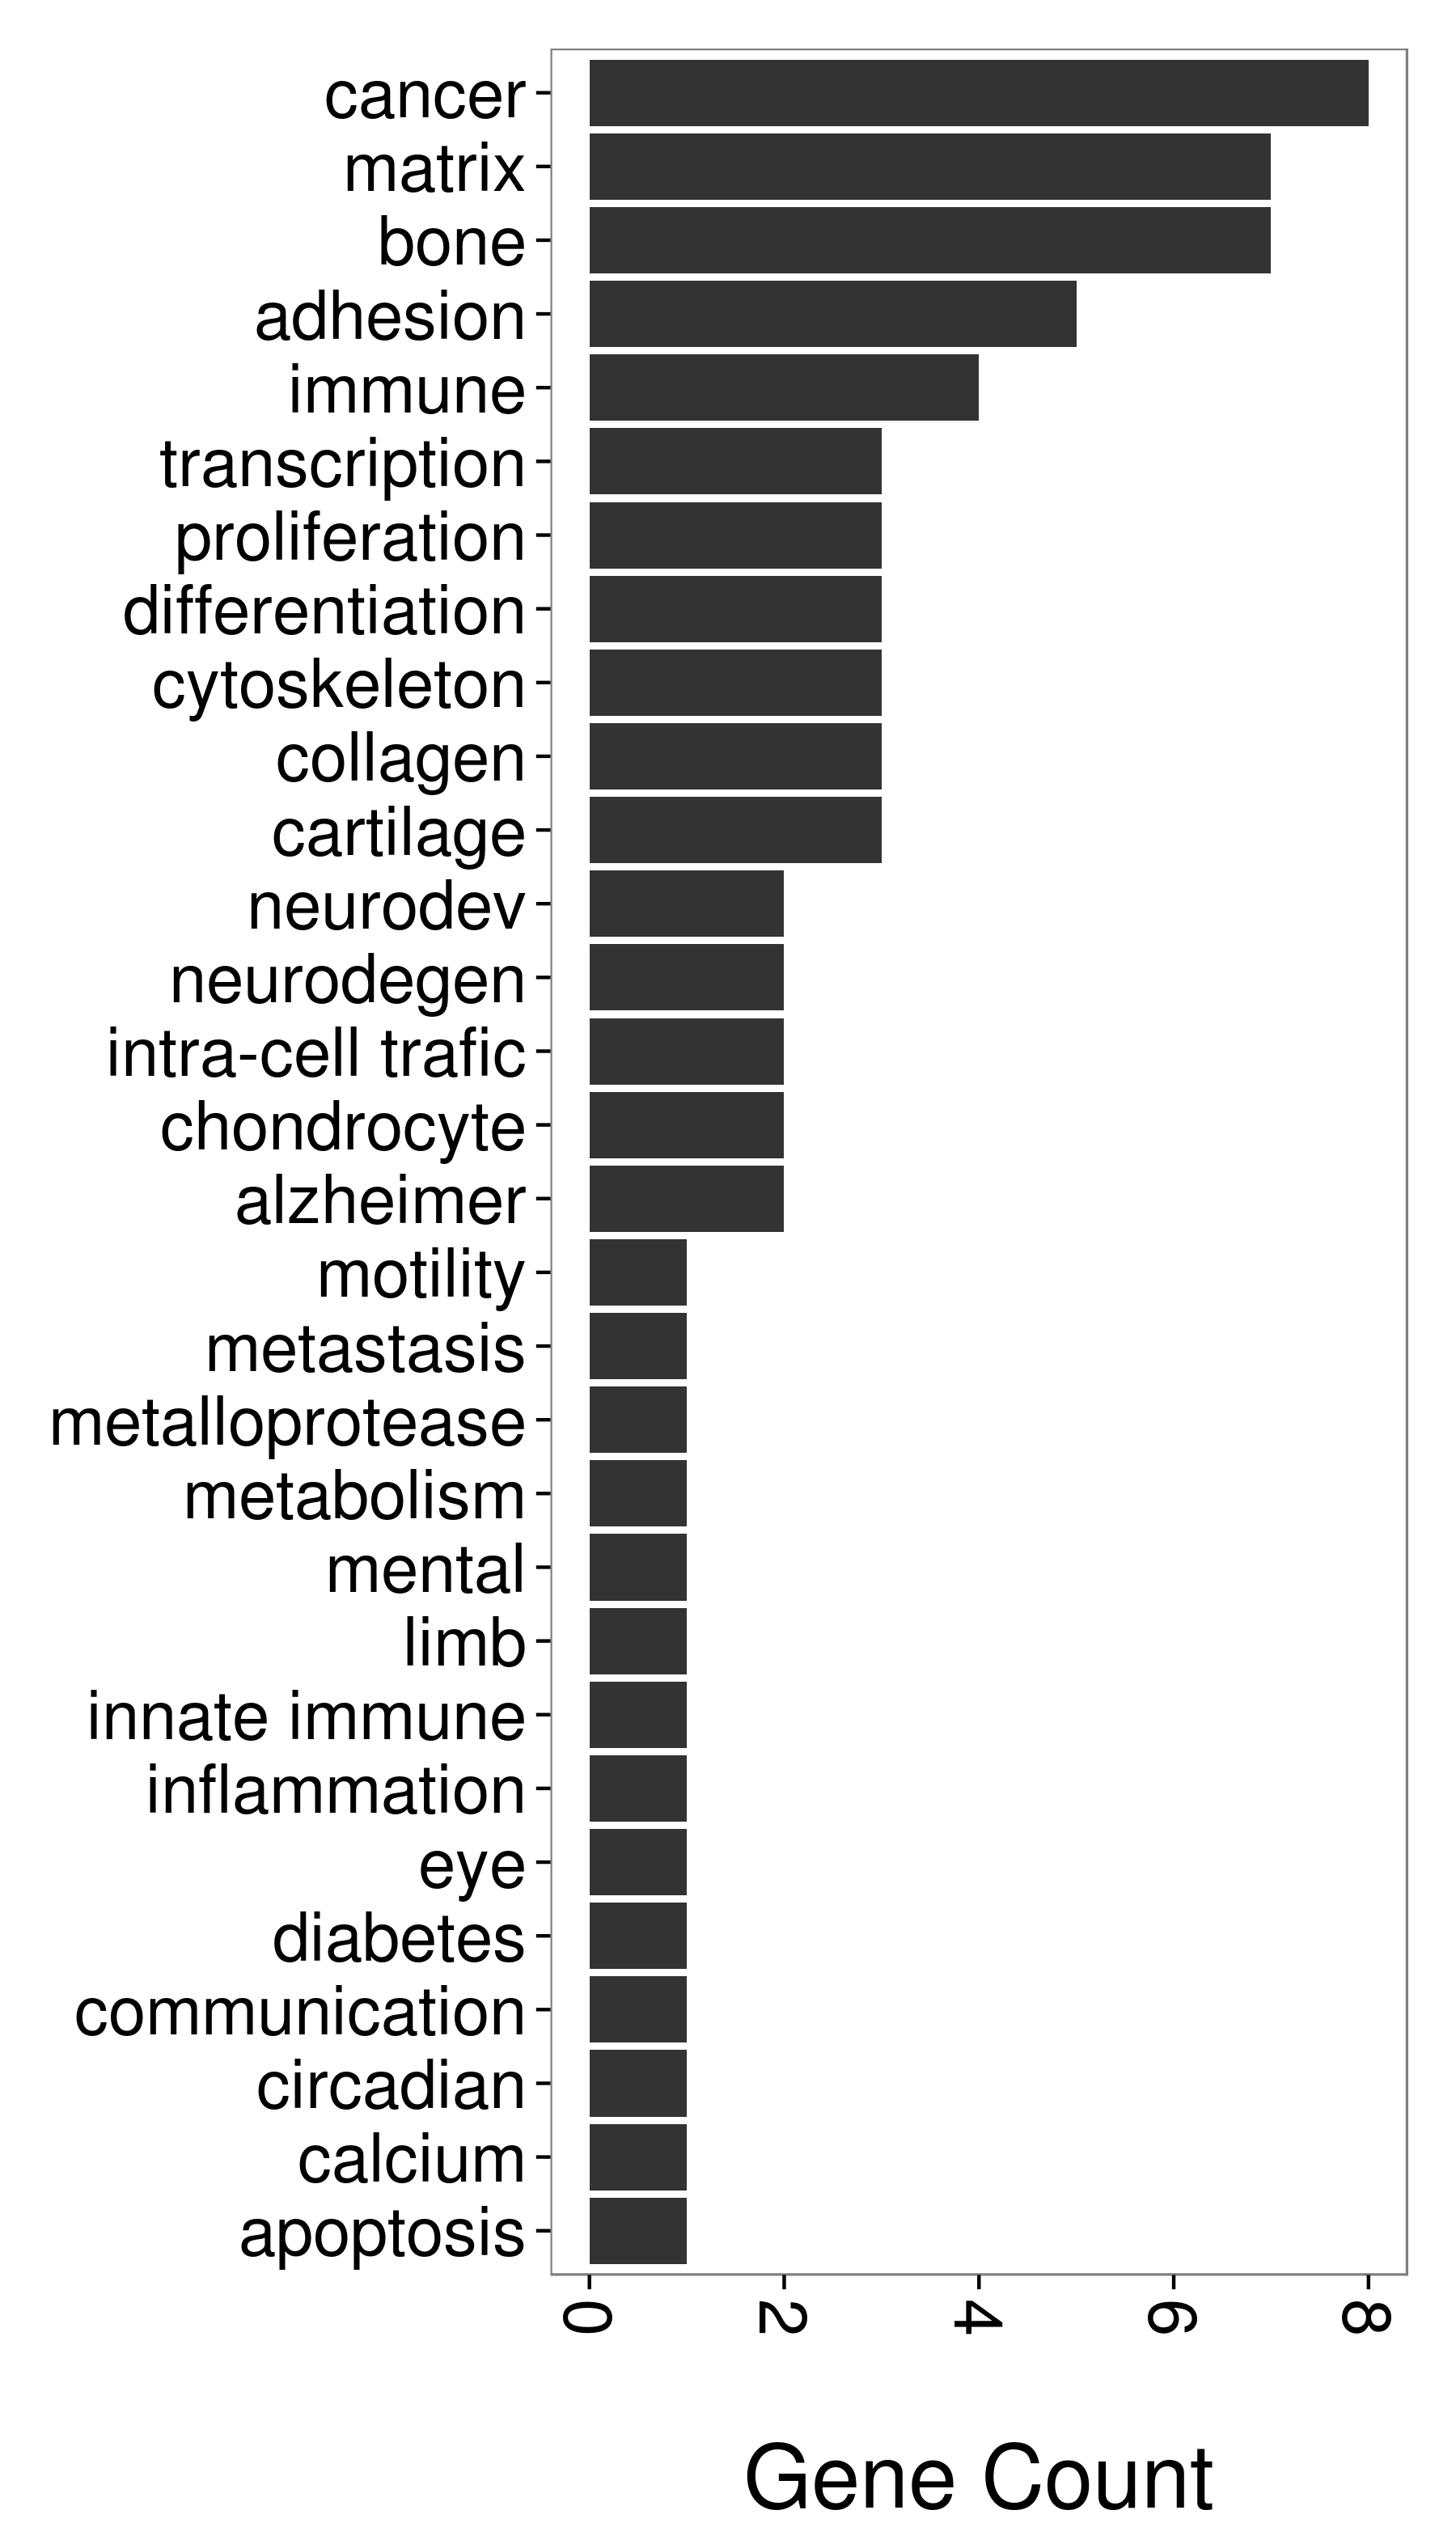 cancer
matrix
bone
adhesion
immune
transcription
proliferation
differentiation
cytoskeleton
collagen
cartilage
neurodev
neurodegen
intra-cell trafic
chondrocyte
alzheimer
motility
metastasis
metalloprotease
metabolism
mental
limb
innate immune
inflammation
eye
diabetes
communication
circadian
calcium
apoptosis
0 2 4 6 8
Gene Count